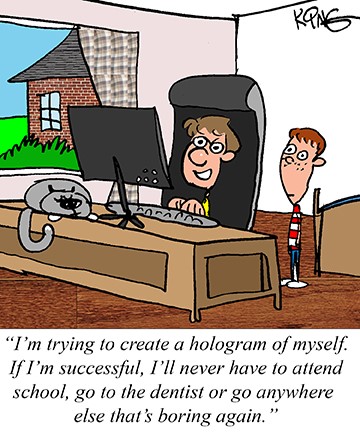 KPNG
“I’m trying to create a hologram of myself.
If I’m successful, I’ll never have to attend
school, go to the dentist or go anywhere
else that’s boring again.”